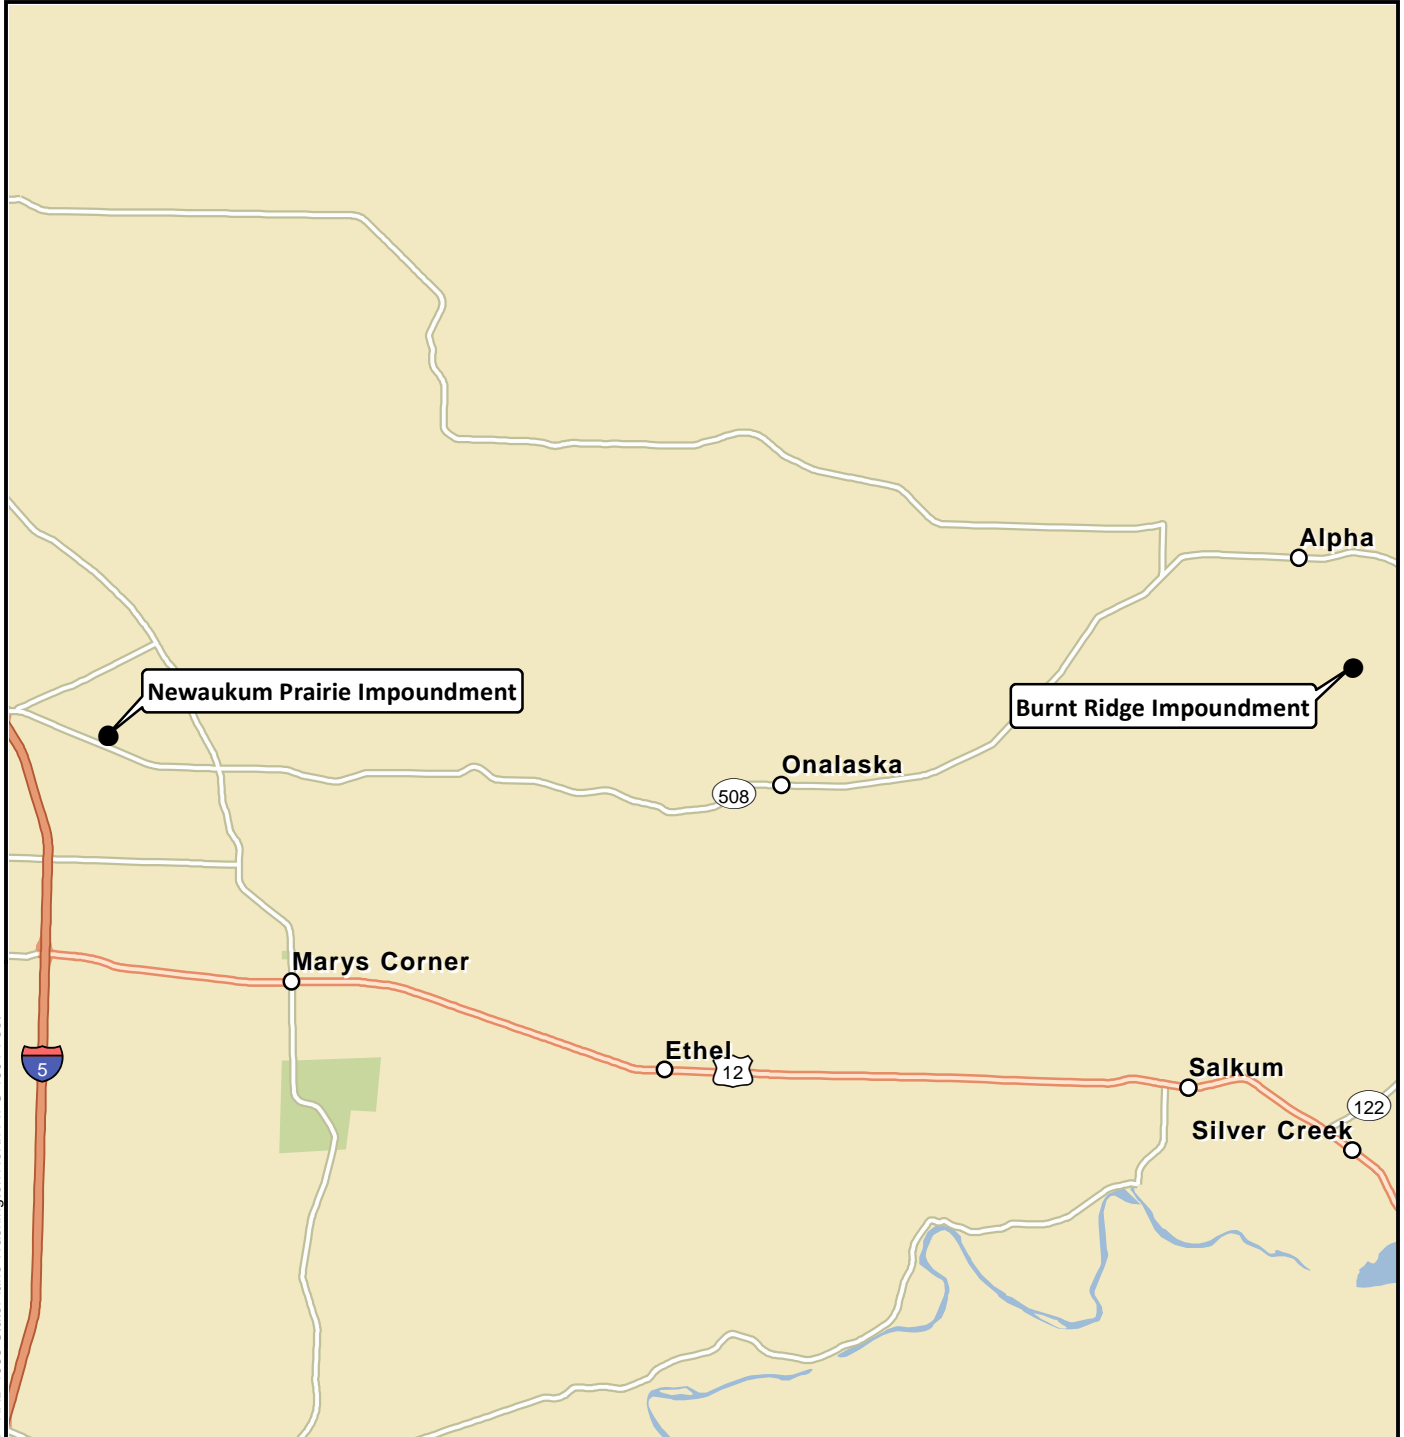 Alpha
Newaukum Prairie Impoundment
Burnt Ridge Impoundment
Onalaska
508
Marys Corner
Ethel
12
5
Salkum
122
Silver Creek